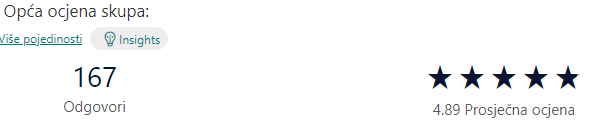 Opća ocjena skupa:
Više pojedinosti Insights
167
Odgovori
4.89 Prosječna ocjena